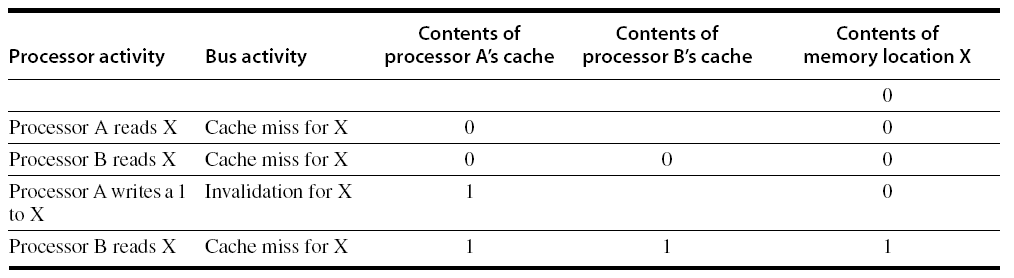 Contents of Contents of Contents of
Processor activity Bus activity processor A's cache processor B's cache memory location X
0
Processor A reads X Cache miss for X 0 0
Processor B reads X Cache miss for X 0 0 0
Processor A writes a 1 Invalidation for X 1 0
to X
Processor B reads X Cache miss for X 1 1 1